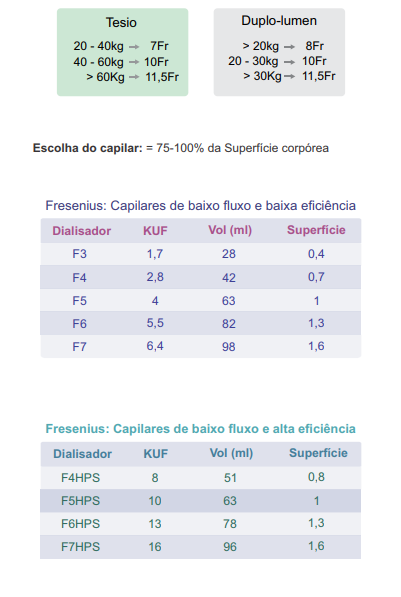 Tesio
20 - 40kg → 7Fr
40 - 60kg → 10Fr
> 60Kg → 11,5Fr
Duplo-lumen
> 20kg → 8Fr
20 - 30kg → 10Fr
> 30Kg → 11,5Fr
Escolha do capilar: = 75-100% da Superfície corpórea
Fresenius: Capilares de baixo fluxo e baixa eficiência
Dialisador KUF Vol (ml) Superfície
F3 1,7 28 0,4
F4 2,8 42 0,7
F5 4 63 1
F6 5,5 82 1,3
F7 6,4 98 1,6
Fresenius: Capilares de baixo fluxo e alta eficiência
Dialisador KUF Vol (ml) Superfície
F4HPS 8 51 0,8
F5HPS 10 63 1
F6HPS 13 78 1,3
F7HPS 16 96 1,6